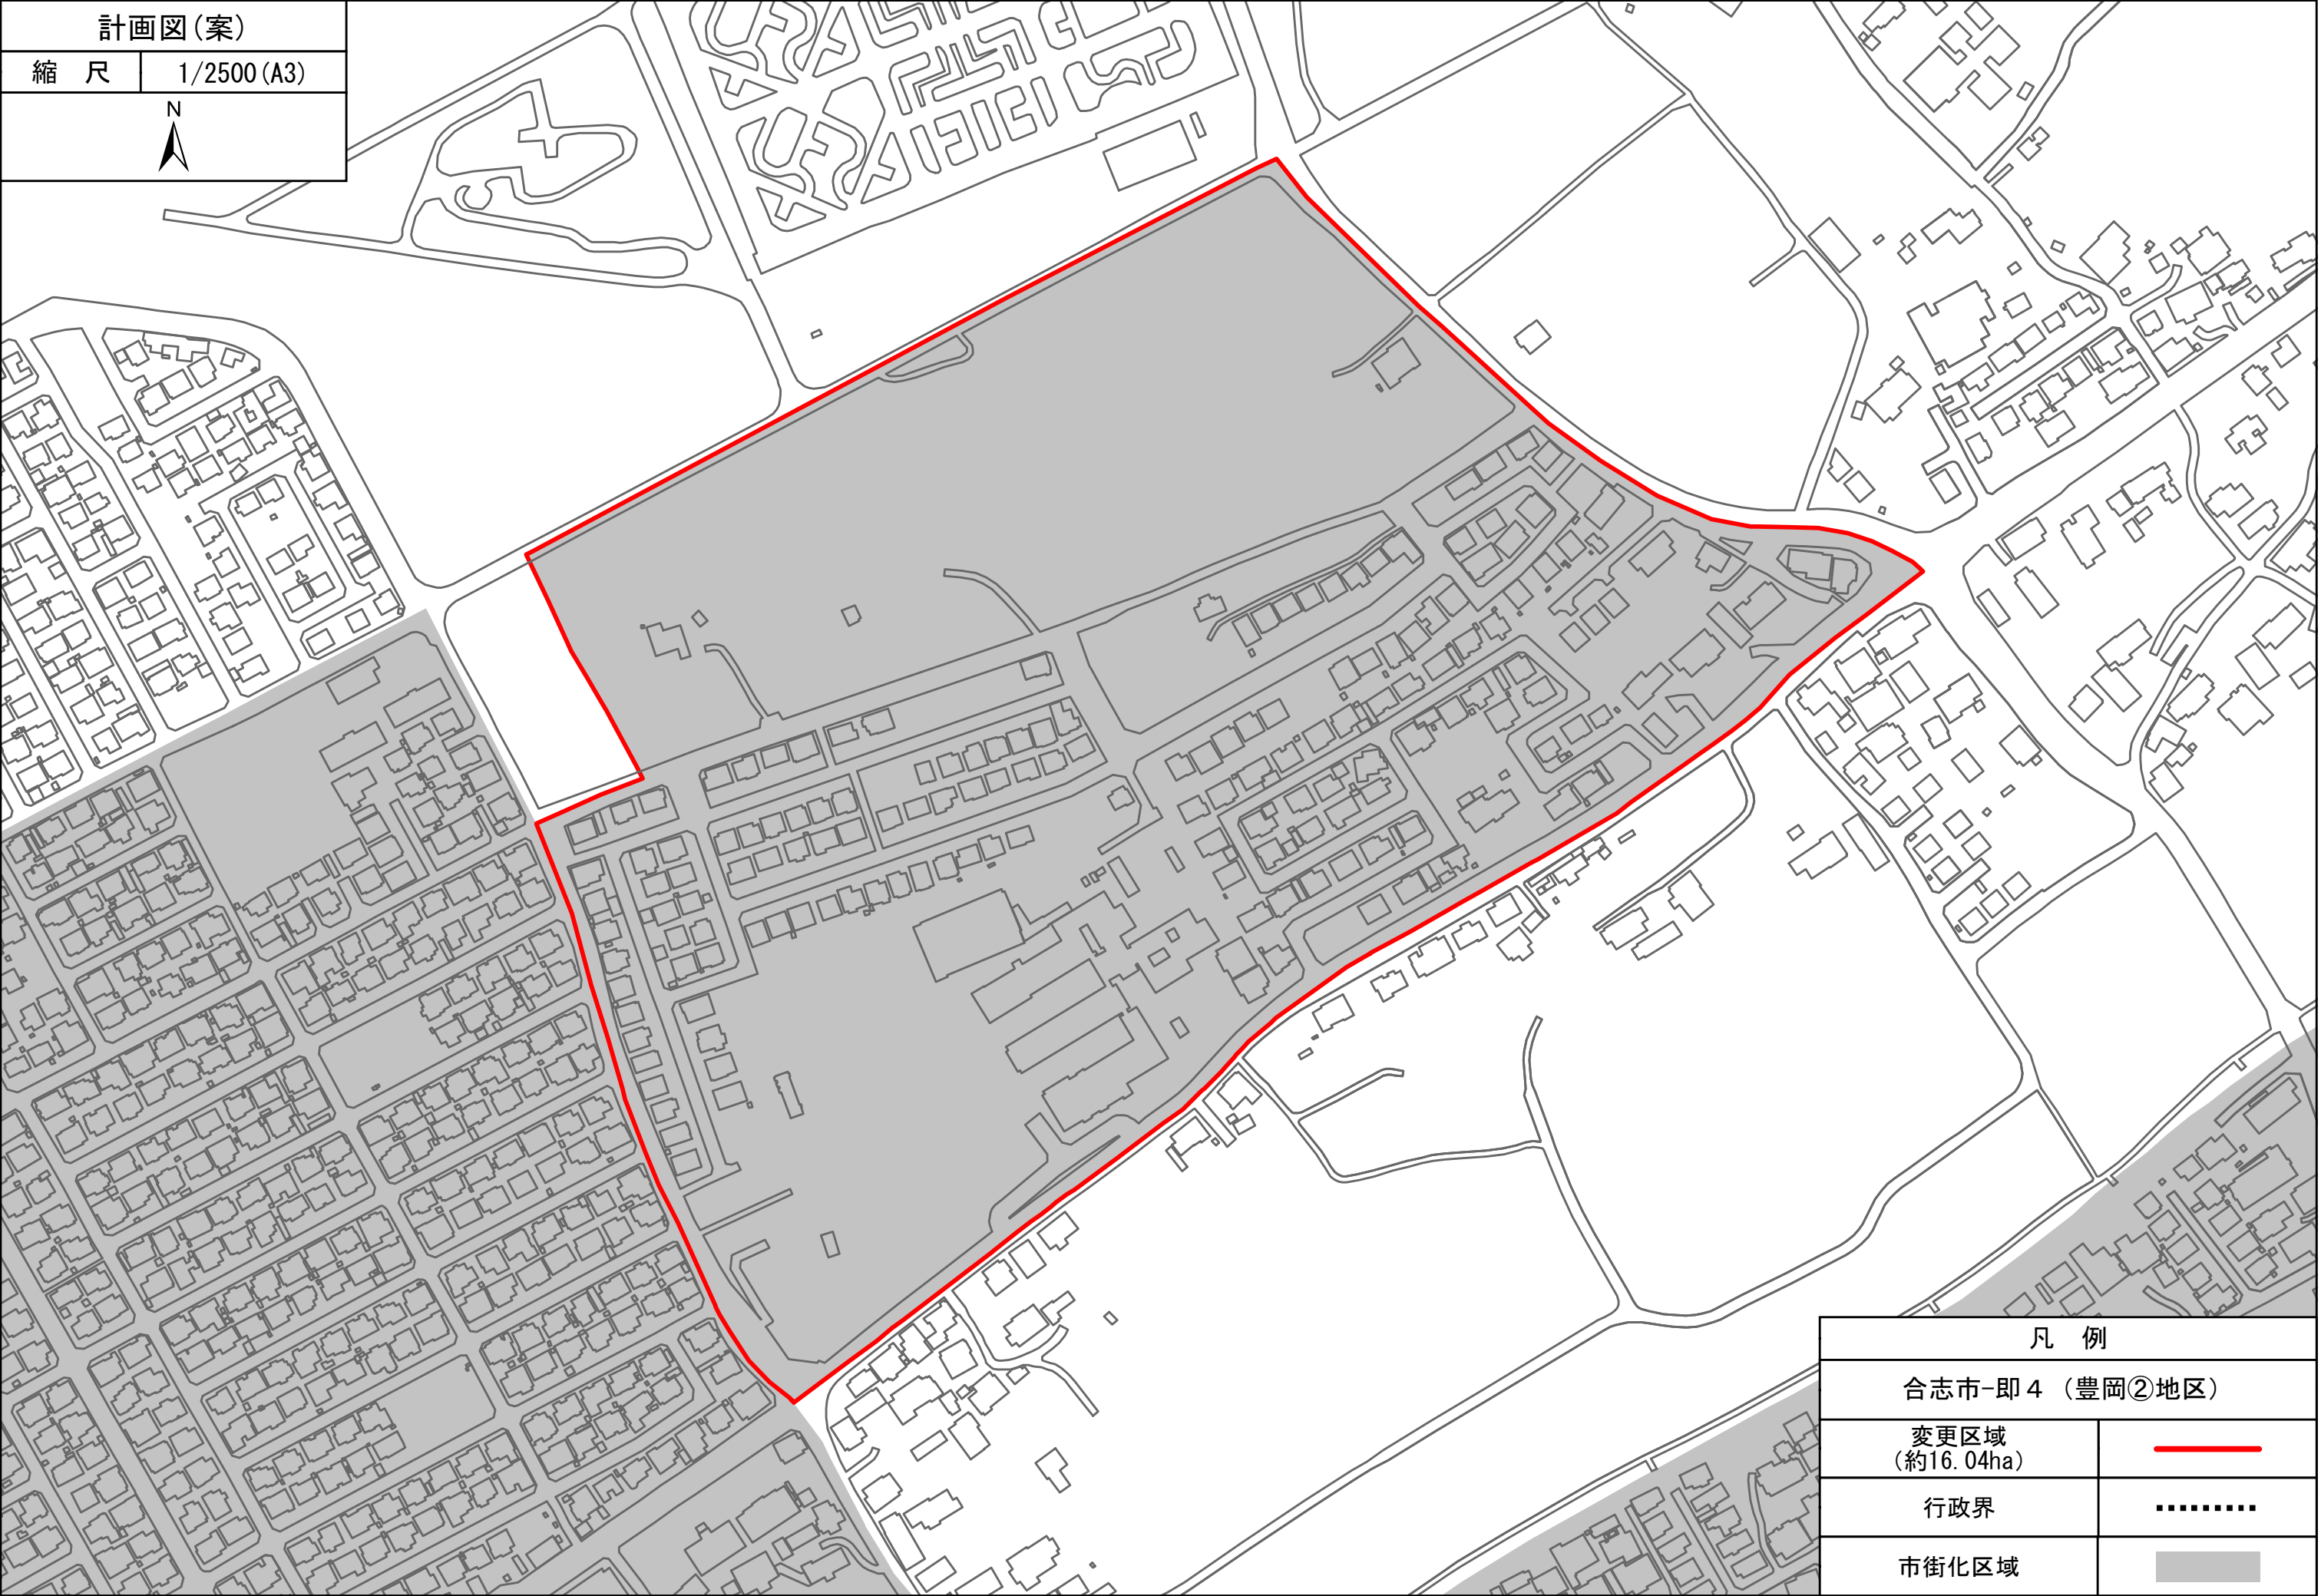 計画図(案)
縮 尺 1/2500(A3)
N
凡 例
合志市-即4 (豊岡②地区)
変更区域
(約16.04ha)
行政界
市街化区域